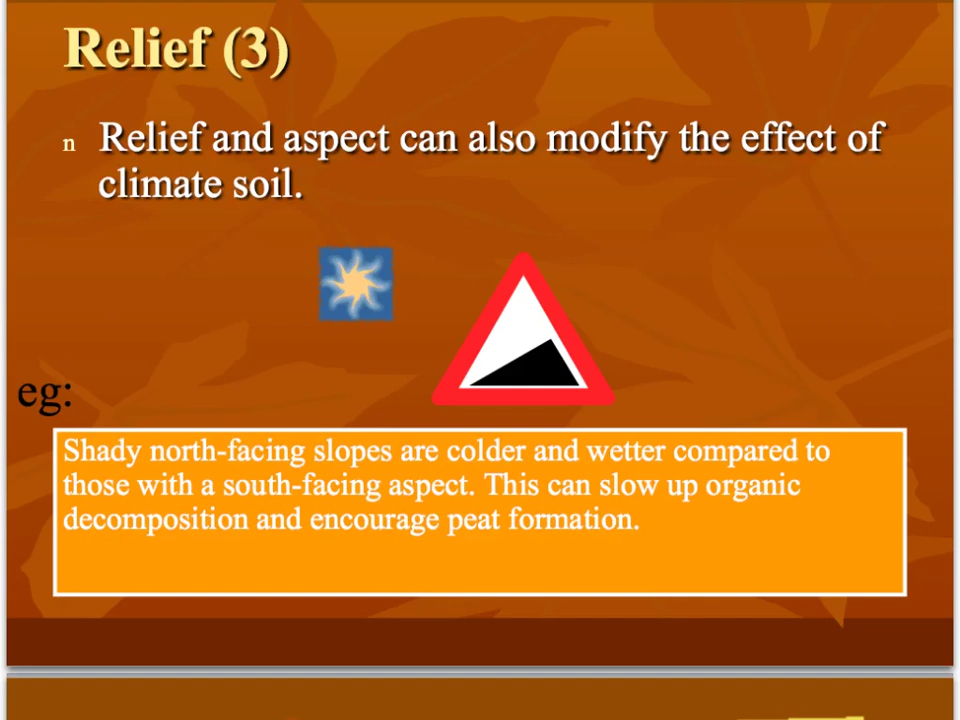 Relief (3)
n Relief and aspect can also modify the effect of
climate soil.
eg:
Shady north-facing slopes are colder and wetter compared to
those with a south-facing aspect. This can slow up organic
decomposition and encourage peat formation.